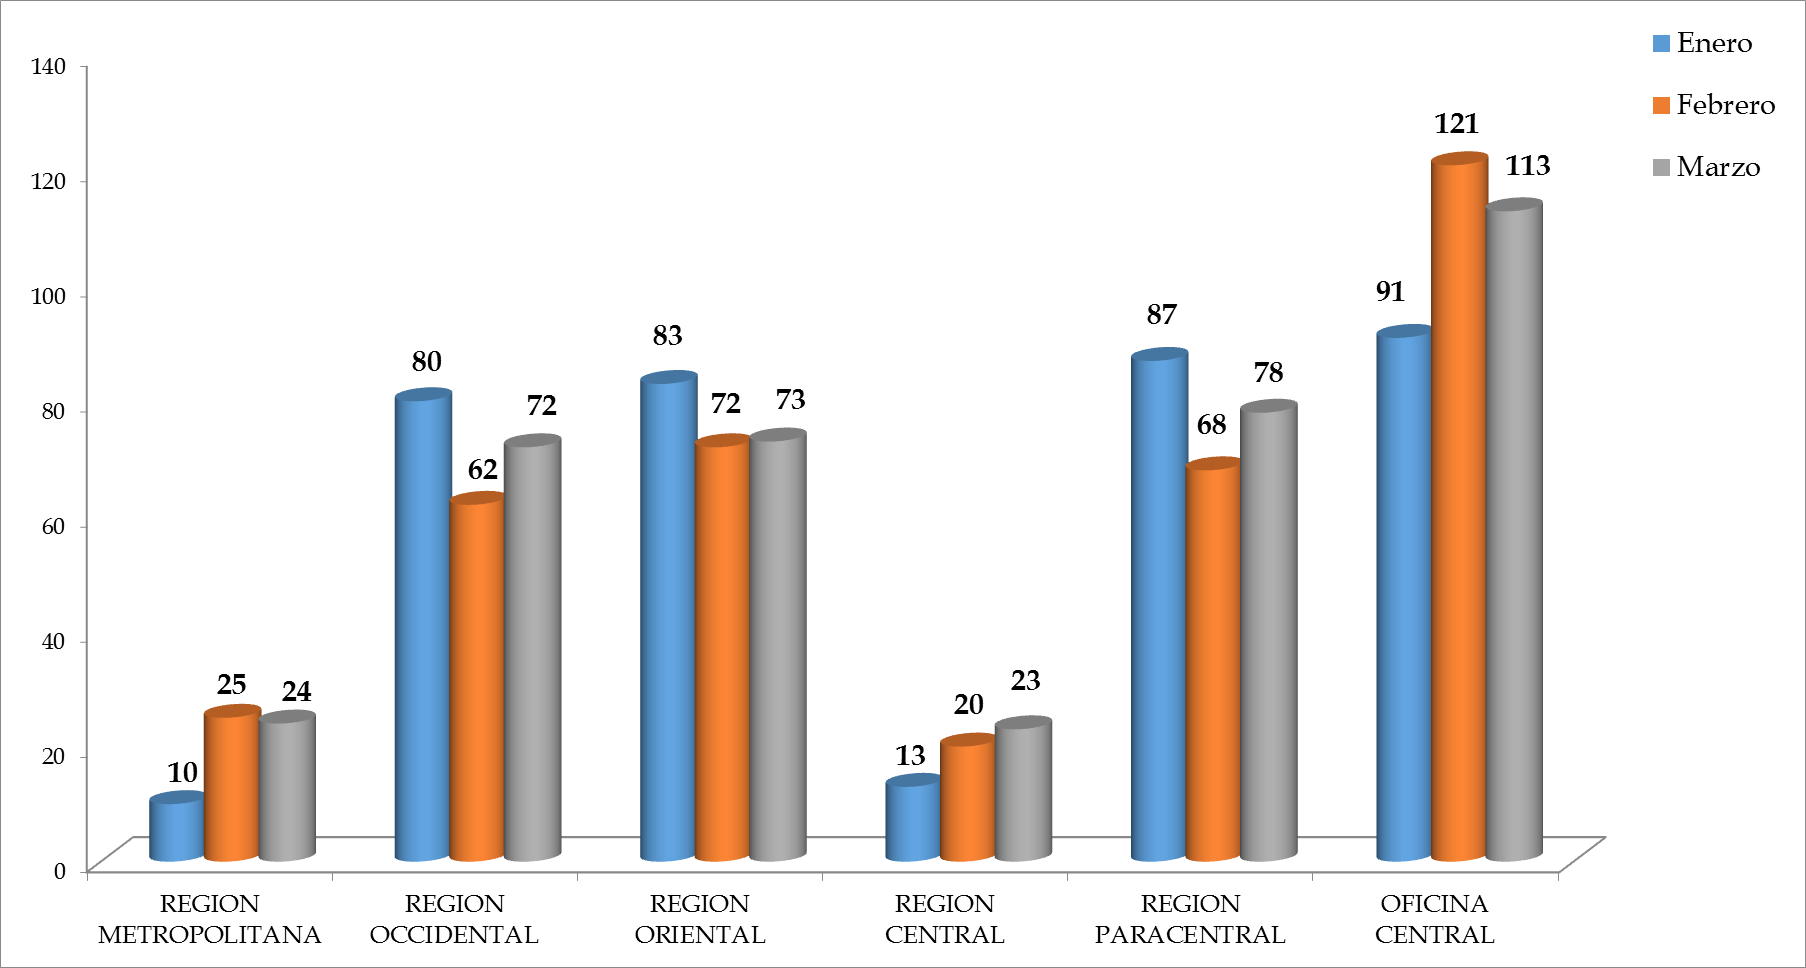 Enero
Febrero
Marzo
140
120
100
80
60
40
20
0
10
25
24
80
62
72
83
72
73
13
20
23
87
68
78
91
121
113
REGION
METROPOLITANA
REGION
OCCIDENTAL
REGION
ORIENTAL
REGION
CENTRAL
REGION
PARACENTRAL
OFICINA
CENTRAL